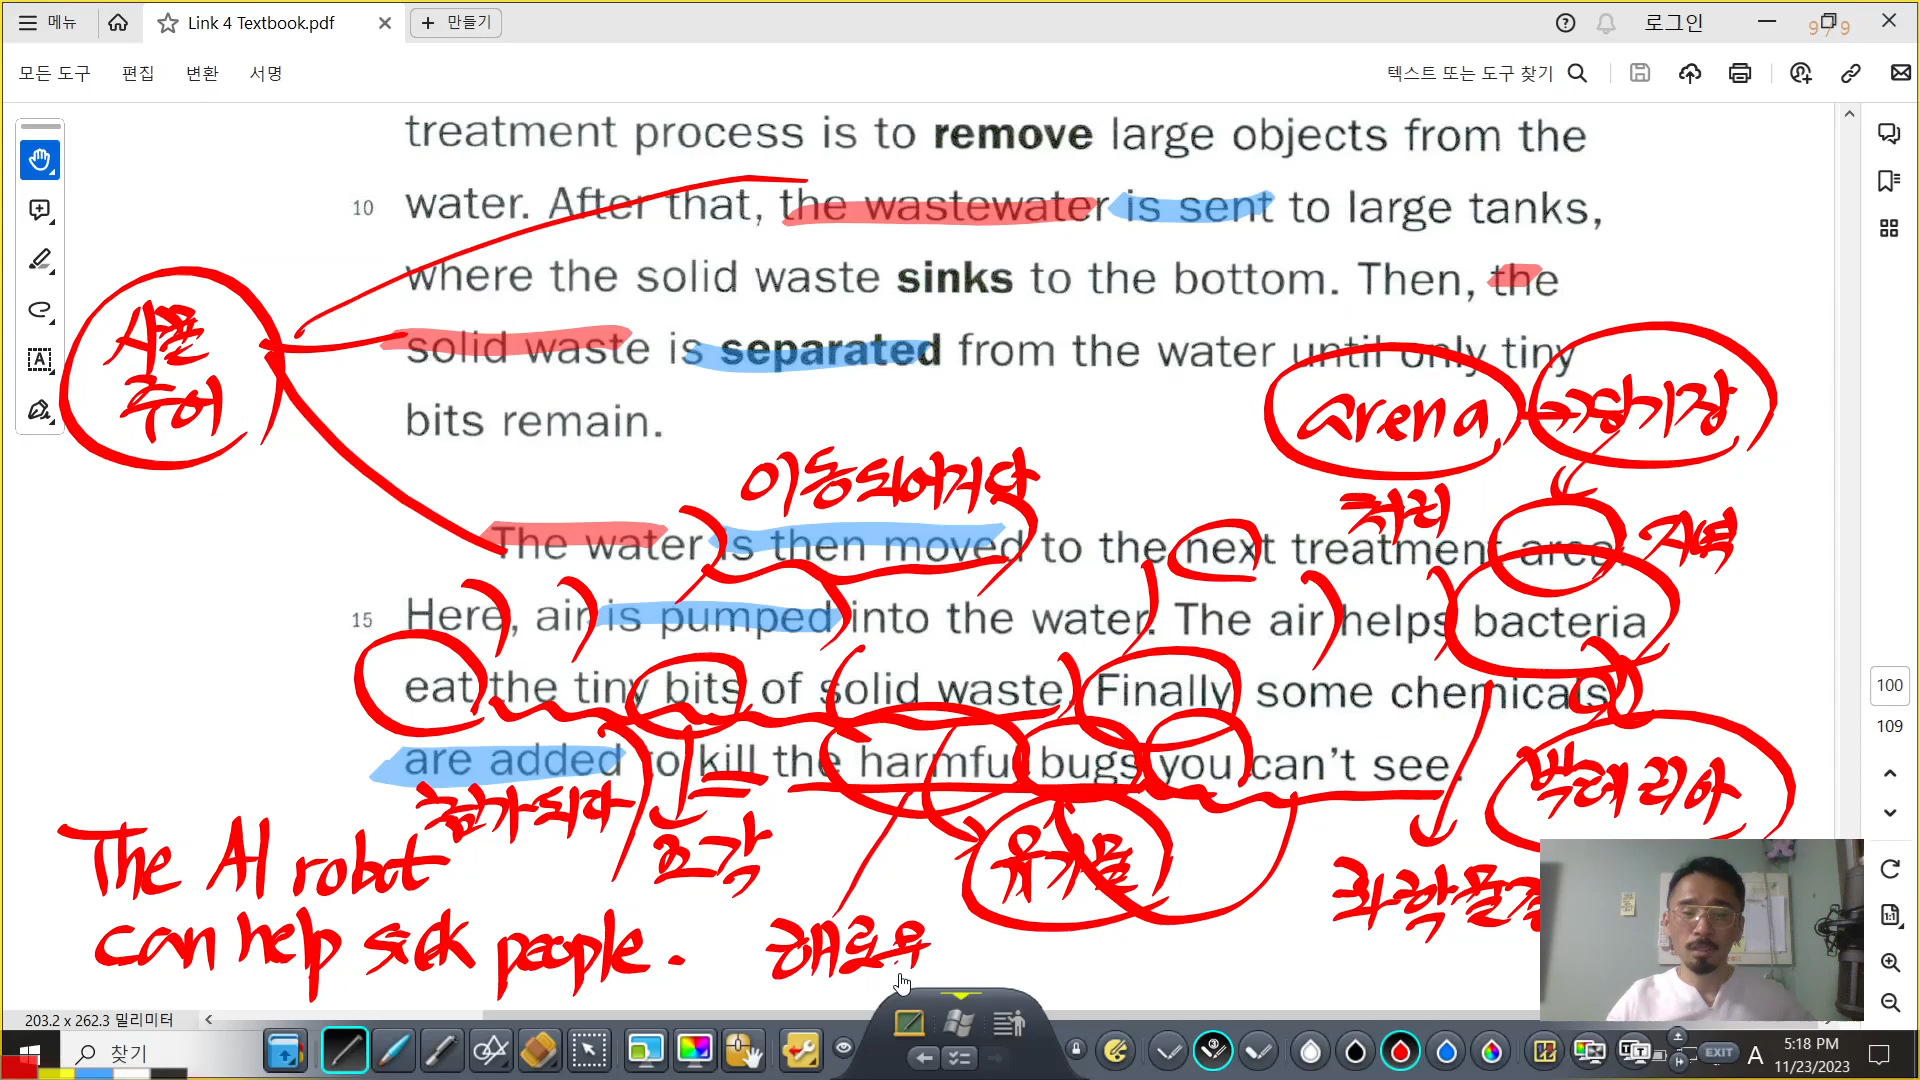 메뉴
Link 4 Textbook.pdf
만들기
로그인
9 / 9
모든 도구 편집 변환 서명
텍스트 또는 도구 찾기
treatment process is to remove large objects from the
10 water. After that, the wastewater is sent to large tanks,
where the solid waste sinks to the bottom. Then, the
solid waste is separated from the water until only tiny
bits remain.
사물
주어
arena
경기장
이동되어지다
처리
지역
The water is then moved to the next treatment area
15 Here, air is pumped into the water. The air helps bacteria
eat the tiny bits of solid waste. Finally, some chemicals
are added to kill the harmful bugs you can't see.
첨가되다
조각
유기물
박테리아
해로운
화학물질
The AI robot
can help sick people.
100
109
203.2 x 262.3 밀리미터
찾기
EXIT
A
5:18 PM
11/23/2023